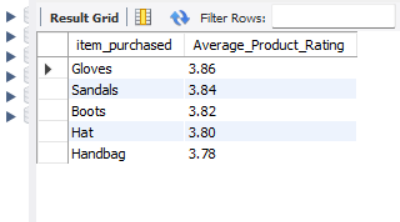 Result Grid Filter Rows:
item_purchased Average_Product_Rating
Gloves 3.86
Sandals 3.84
Boots 3.82
Hat 3.80
Handbag 3.78